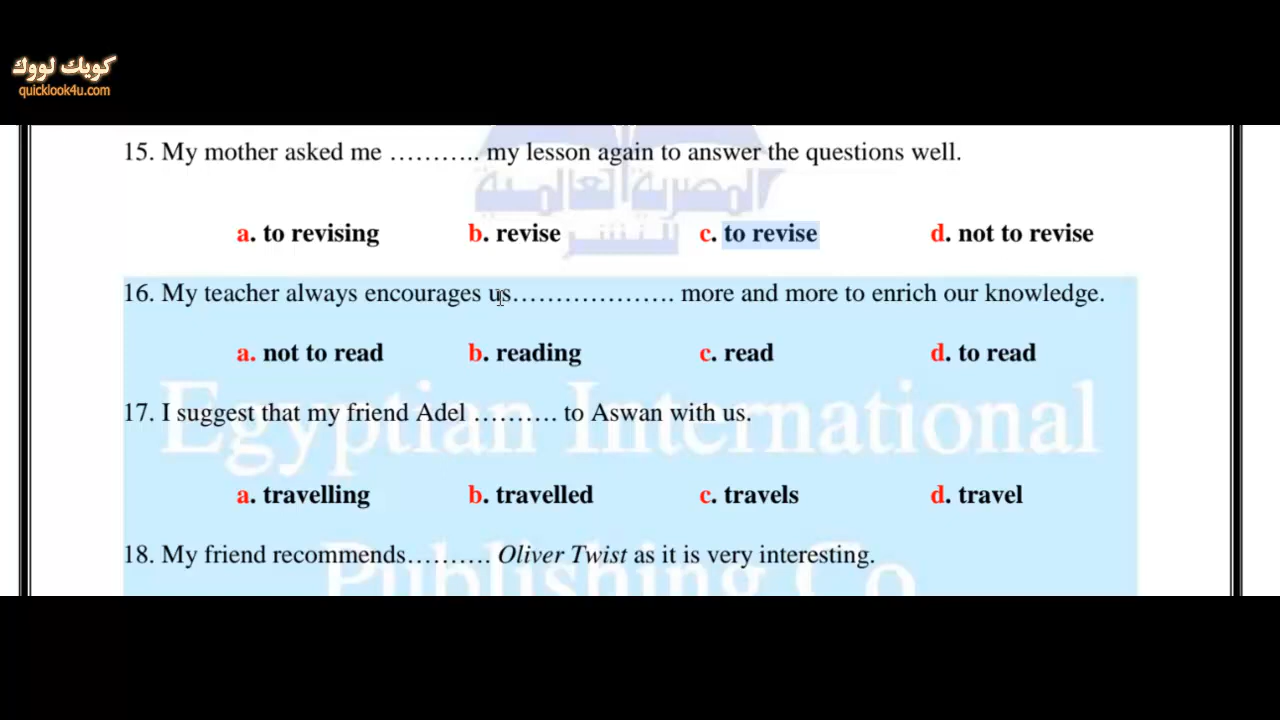 كويك لووك
quicklook4u.com
15. My mother asked me ……….. my lesson again to answer the questions well.
المصرية العالمية
للنشر
a. to revising b. revise c. to revise d. not to revise
16. My teacher always encourages us………………. more and more to enrich our knowledge.
a. not to read b. reading c. read d. to read
Egyptian International
17. I suggest that my friend Adel ………. to Aswan with us.
a. travelling b. travelled c. travels d. travel
18. My friend recommends………. Oliver Twist as it is very interesting.
Publishing Co